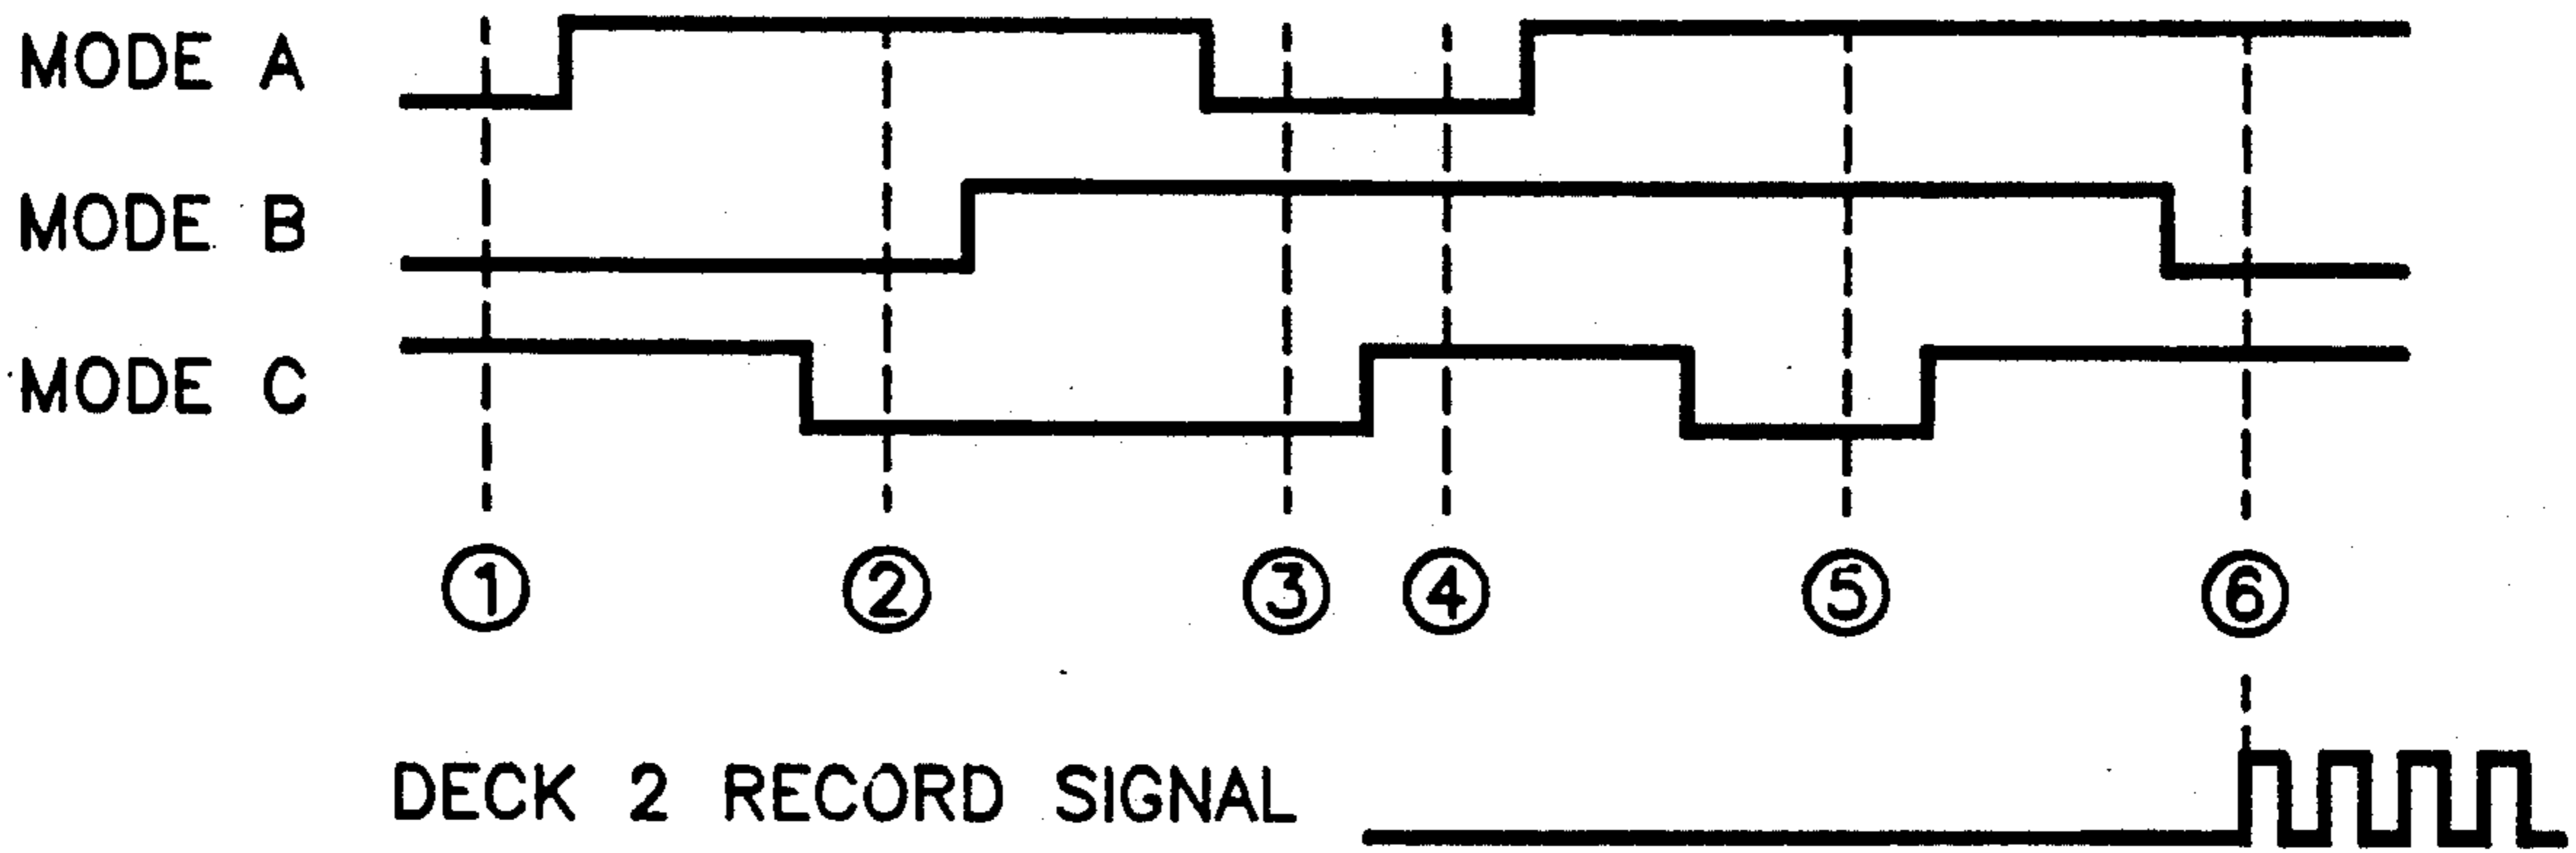 MODE A
MODE B
MODE C
① ② ③ ④ ⑤ ⑥
DECK 2 RECORD SIGNAL